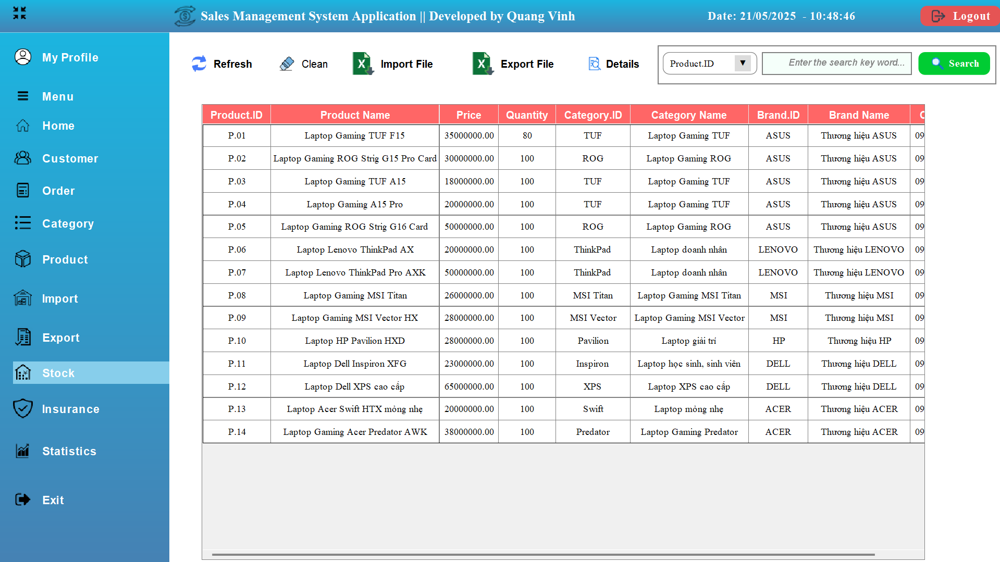 Sales Management System Application || Developed by Quang Vinh
Date: 21/05/2025 - 10:48:46
Logout
My Profile
Menu
Home
Customer
Order
Category
Product
Import
Export
Stock
Insurance
Statistics
Exit
Refresh
Clean
Import File
Export File
Details
Product.ID
Enter the search key word...
Search
Product.ID Product Name Price Quantity Category.ID Category Name Brand.ID Brand Name
P.01 Laptop Gaming TUF F15 35000000.00 80 TUF Laptop Gaming TUF ASUS Thương hiệu ASUS 09
P.02 Laptop Gaming ROG Strig G15 Pro Card 30000000.00 100 ROG Laptop Gaming ROG ASUS Thương hiệu ASUS 09
P.03 Laptop Gaming TUF A15 18000000.00 100 TUF Laptop Gaming TUF ASUS Thương hiệu ASUS 09
P.04 Laptop Gaming A15 Pro 20000000.00 100 TUF Laptop Gaming TUF ASUS Thương hiệu ASUS 09
P.05 Laptop Gaming ROG Strig G16 Card 50000000.00 100 ROG Laptop Gaming ROG ASUS Thương hiệu ASUS 09
P.06 Laptop Lenovo ThinkPad AX 20000000.00 100 ThinkPad Laptop doanh nhân LENOVO Thương hiệu LENOVO 09
P.07 Laptop Lenovo ThinkPad Pro AXK 50000000.00 100 ThinkPad Laptop doanh nhân LENOVO Thương hiệu LENOVO 09
P.08 Laptop Gaming MSI Titan 26000000.00 100 MSI Titan Laptop Gaming MSI Titan MSI Thương hiệu MSI 09
P.09 Laptop Gaming MSI Vector HX 28000000.00 100 MSI Vector Laptop Gaming MSI Vector MSI Thương hiệu MSI 09
P.10 Laptop HP Pavilion HXD 28000000.00 100 Pavilion Laptop giải trí HP Thương hiệu HP 09
P.11 Laptop Dell Inspiron XFG 23000000.00 100 Inspiron Laptop học sinh, sinh viên DELL Thương hiệu DELL 09
P.12 Laptop Dell XPS cao cấp 65000000.00 100 XPS Laptop XPS cao cấp DELL Thương hiệu DELL 09
P.13 Laptop Acer Swift HTX mỏng nhẹ 20000000.00 100 Swift Laptop mỏng nhẹ ACER Thương hiệu ACER 09
P.14 Laptop Gaming Acer Predator AWK 38000000.00 100 Predator Laptop Gaming Predator ACER Thương hiệu ACER 09